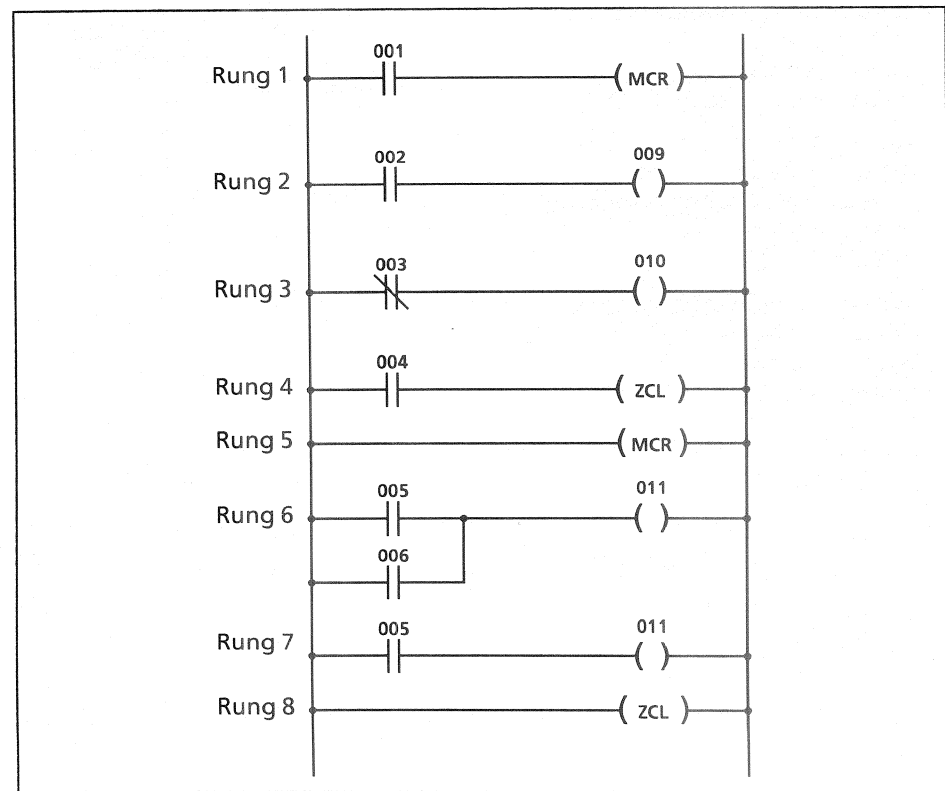 001
Rung 1 MCR
002 009
Rung 2
003 010
Rung 3
004
Rung 4 ZCL
Rung 5 MCR
005 011
Rung 6
006
005 011
Rung 7
Rung 8 ZCL